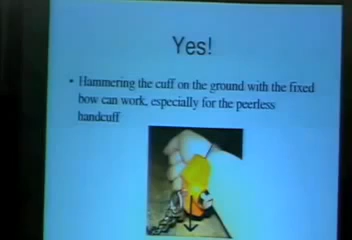 Yes!
• Hammering the cuff on the ground with the fixed
bow can work, especially for the peerless
handcuff